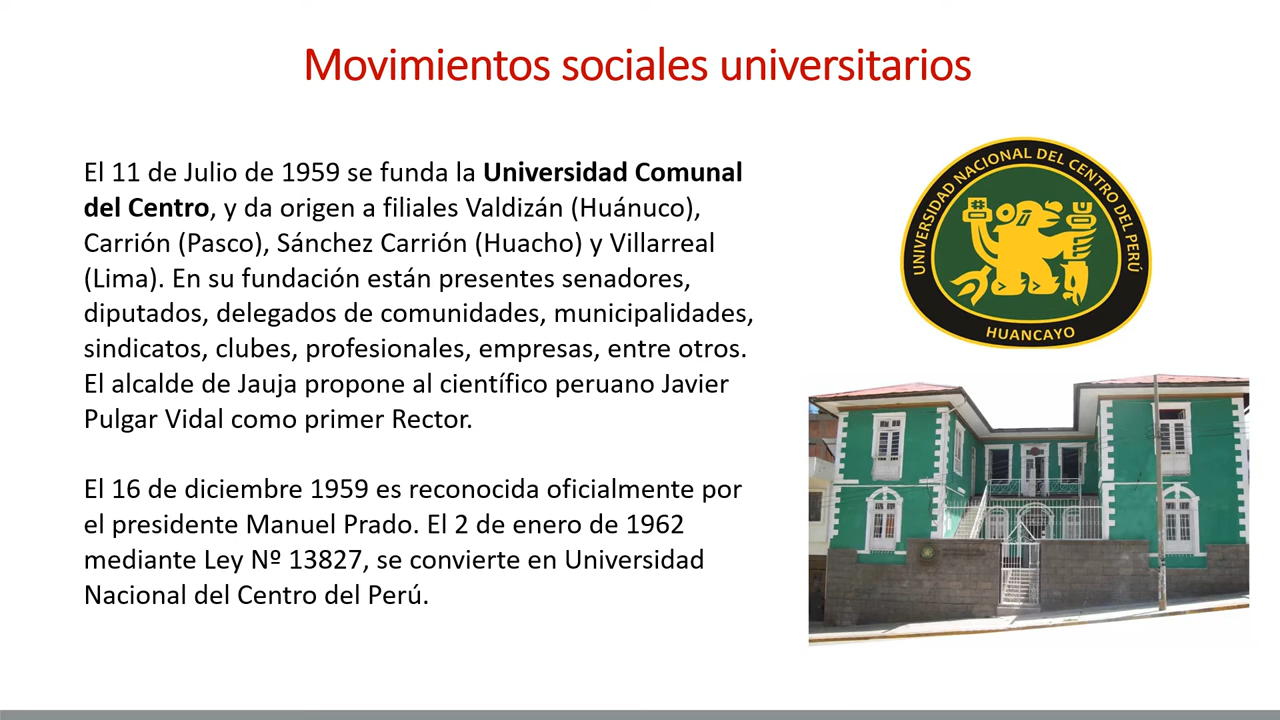 Movimientos sociales universitarios
El 11 de Julio de 1959 se funda la Universidad Comunal
del Centro, y da origen a filiales Valdizán (Huánuco),
Carrión (Pasco), Sánchez Carrión (Huacho) y Villarreal
(Lima). En su fundación están presentes senadores,
diputados, delegados de comunidades, municipalidades,
sindicatos, clubes, profesionales, empresas, entre otros.
El alcalde de Jauja propone al científico peruano Javier
Pulgar Vidal como primer Rector.
El 16 de diciembre 1959 es reconocida oficialmente por
el presidente Manuel Prado. El 2 de enero de 1962
mediante Ley Nº 13827, se convierte en Universidad
Nacional del Centro del Perú.
UNIVERSIDAD NACIONAL DEL CENTRO DEL PERÚ
HUANCAYO